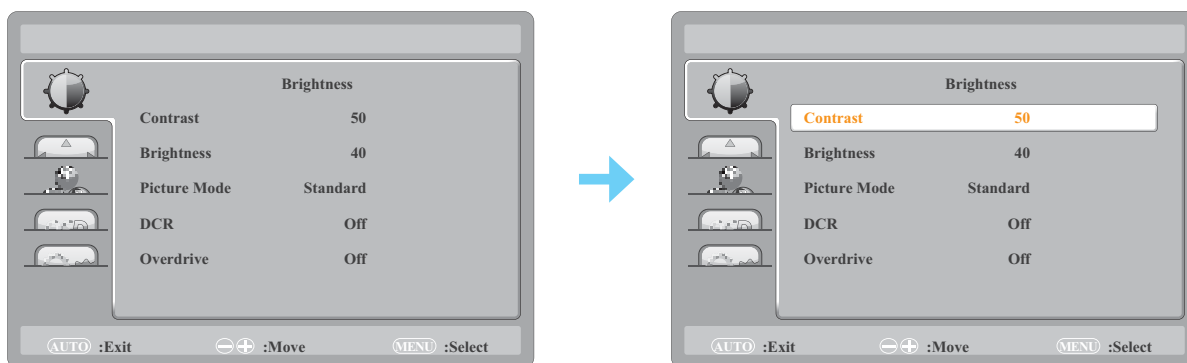 Brightness
Contrast 50
Brightness 40
Picture Mode Standard
DCR Off
Overdrive Off
AUTO :Exit :Move MENU :Select
Brightness
Contrast 50
Brightness 40
Picture Mode Standard
DCR Off
Overdrive Off
AUTO :Exit :Move MENU :Select